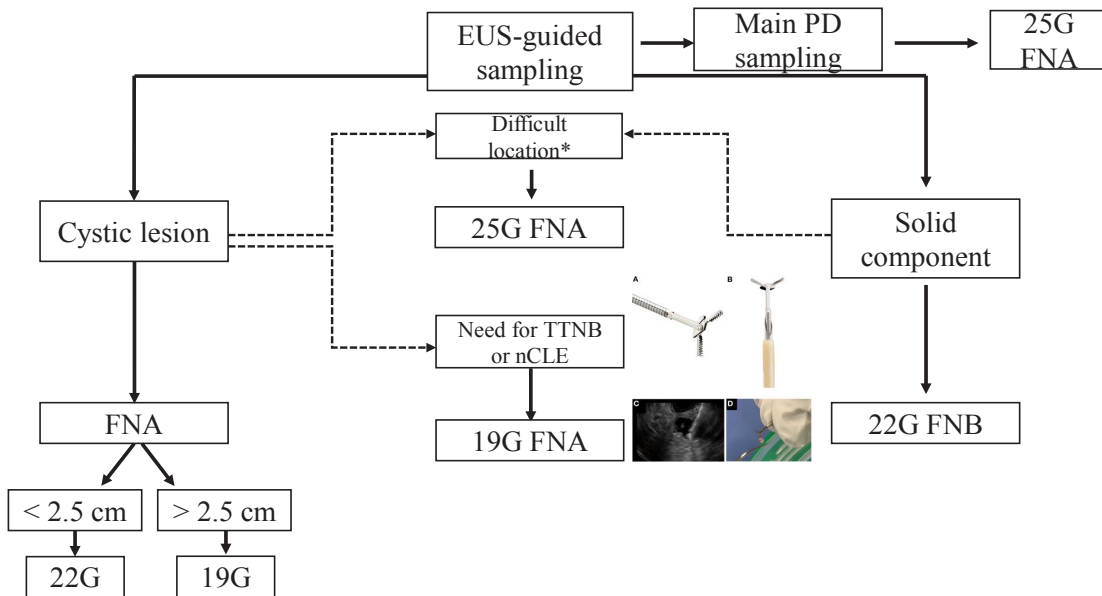 EUS-guided
sampling
Main PD
sampling
25G
FNA
Difficult
location*
25G FNA
Cystic lesion
Solid
component
Need for TTNB
or nCLE
19G FNA
A
B
C
D
22G FNB
FNA
< 2.5 cm
> 2.5 cm
22G
19G